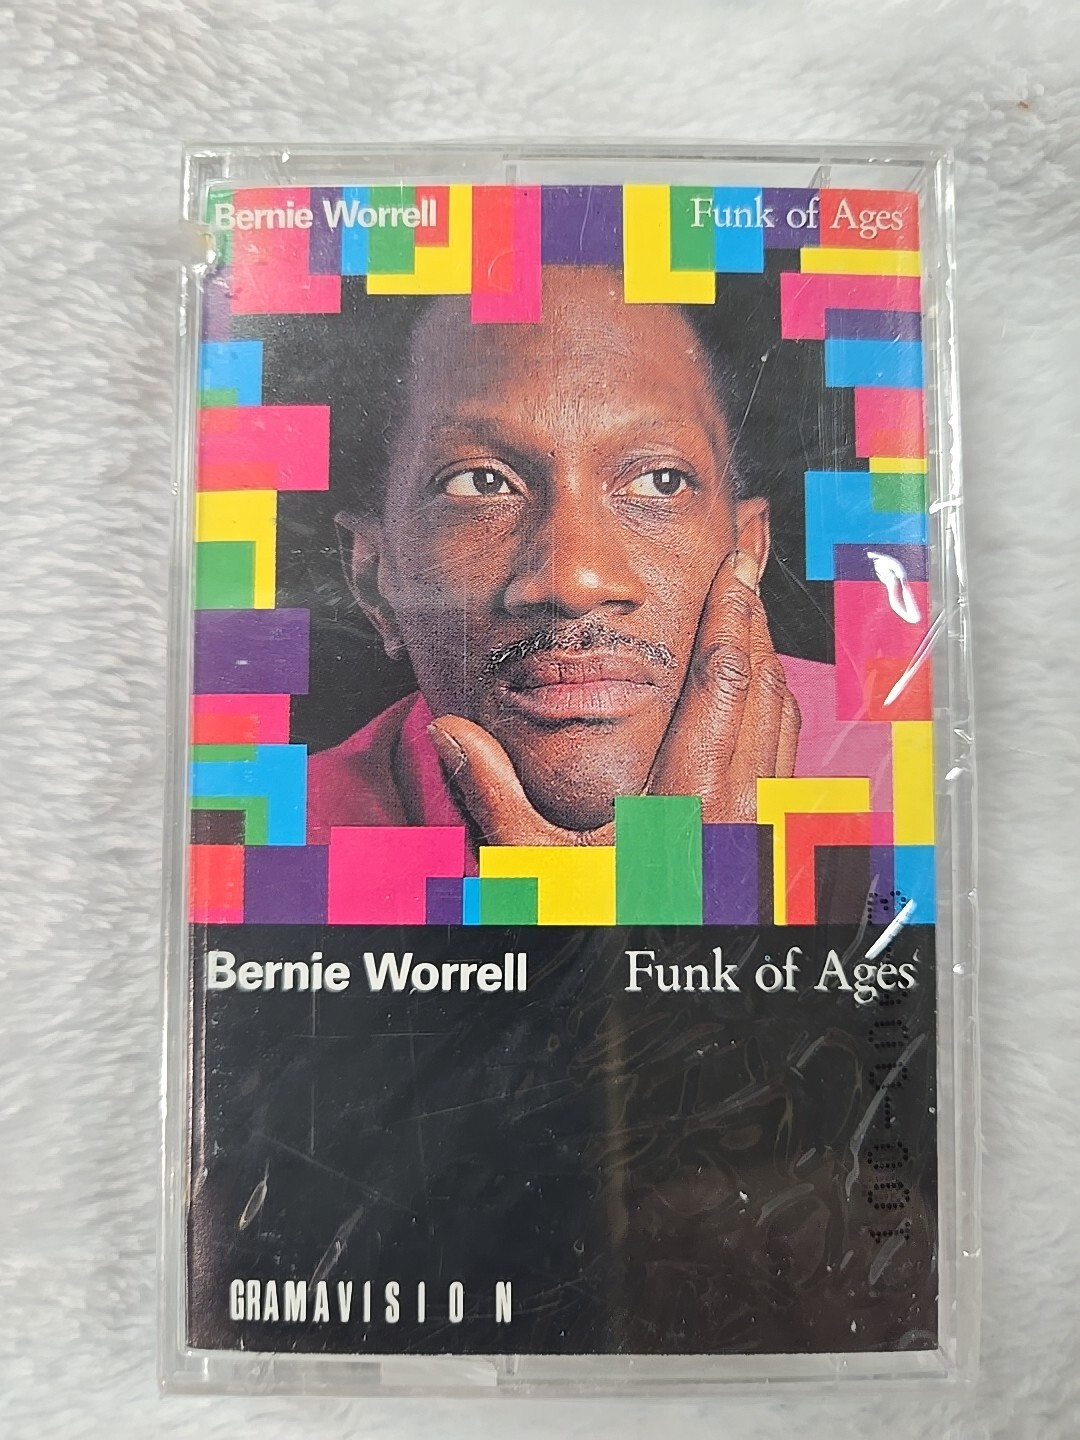 Bernie Worrell Funk of Ages
Bernie Worrell Funk of Ages
GRAMAVISION